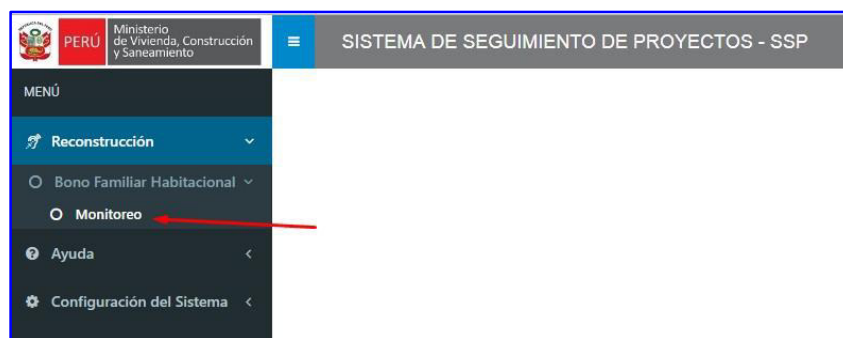 PERÚ
Ministerio
de Vivienda, Construcción
y Saneamiento
SISTEMA DE SEGUIMIENTO DE PROYECTOS - SSP
MENÚ
Reconstrucción
Bono Familiar Habitacional
Monitoreo
Ayuda
Configuración del Sistema